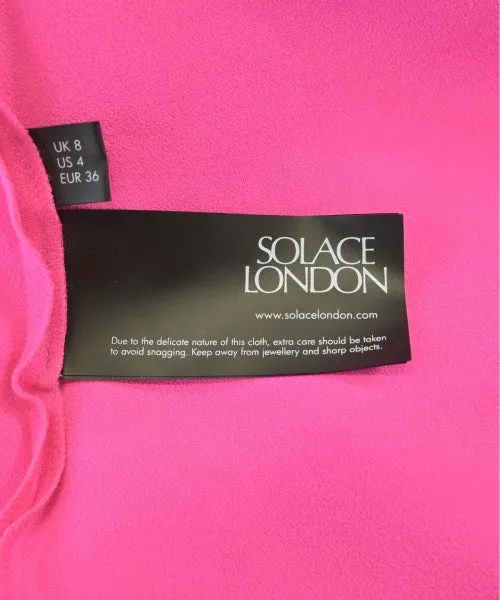 UK 8
US 4
EUR 36
SOLACE
LONDON
www.solacelondon.com
Due to the delicate nature of this cloth, extra care should be taken
to avoid snagging. Keep away from jewellery and sharp objects.